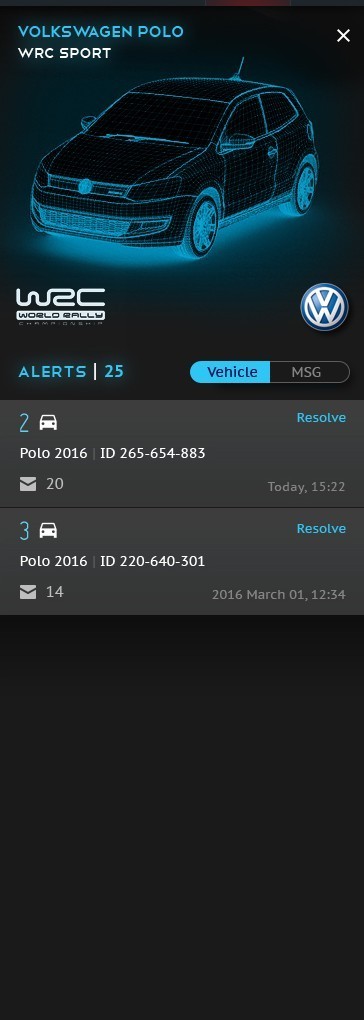 VOLKSWAGEN POLO
WRC SPORT
WRC
WORLD RALLY
CHAMPIONSHIP
ALERTS | 25
Vehicle MSG
2 Resolve
Polo 2016 | ID 265-654-883
20 Today, 15:22
3 Resolve
Polo 2016 | ID 220-640-301
14 2016 March 01, 12:34